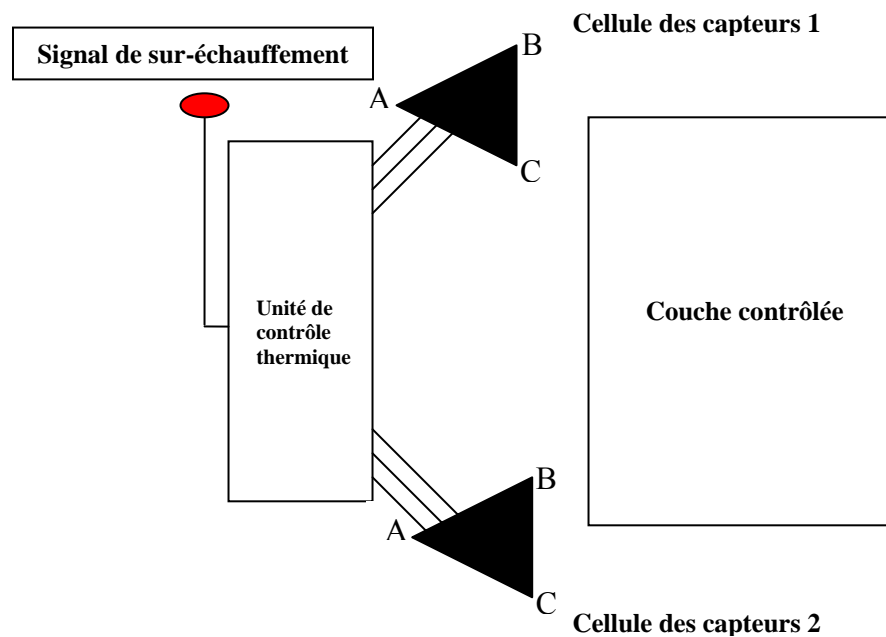 Cellule des capteurs 1
Signal de sur-échauffement
B
A
C
Unité de
contrôle
thermique
Couche contrôlée
B
A
C
Cellule des capteurs 2